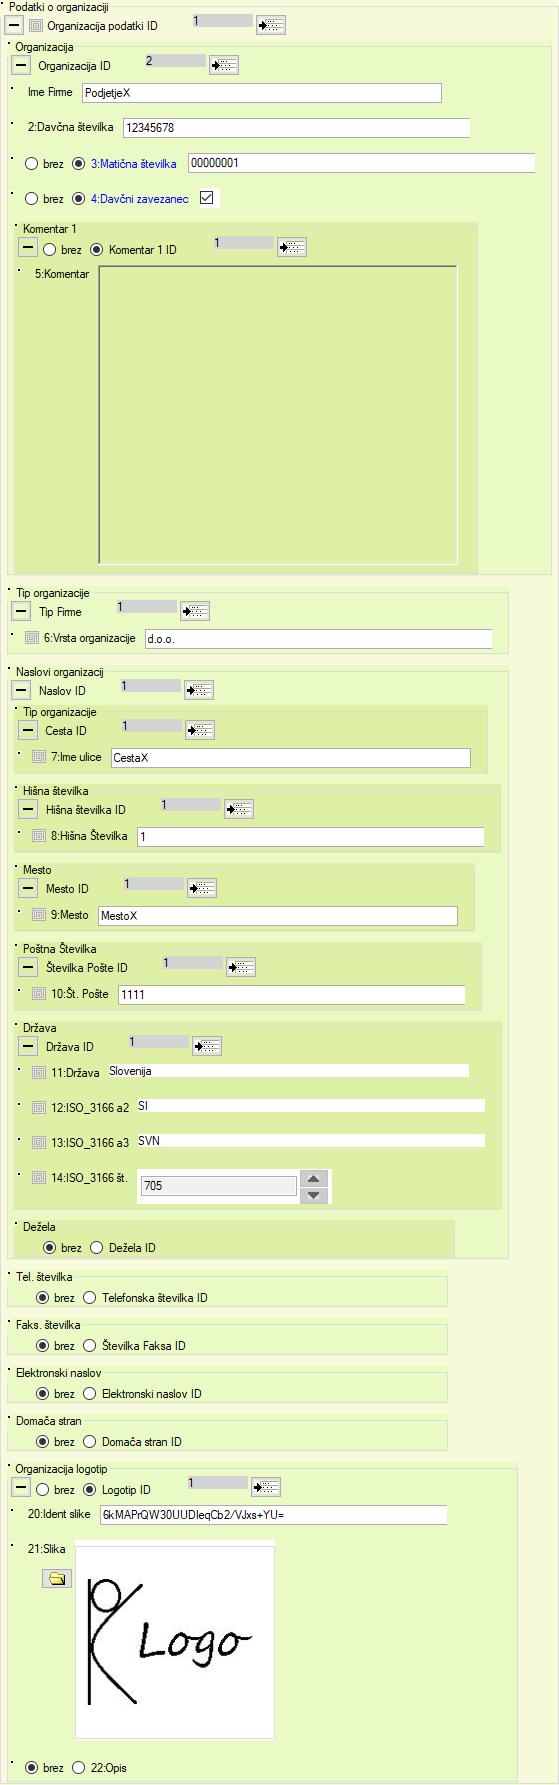 Podatki o organizaciji
Organizacija podatki ID 1
Organizacija
Organizacija ID 2
Ime Firme PodjetjeX
2:Davčna številka 12345678
brez 3:Matična številka 00000001
brez 4:Davčni zavezanec
Komentar 1
brez Komentar 1 ID 1
5:Komentar
Tip organizacije
Tip Firme 1
6:Vrsta organizacije d.o.o.
Naslovi organizacij
Naslov ID 1
Tip organizacije
Cesta ID 1
7:Ime ulice CestaX
Hišna številka
Hišna številka ID 1
8:Hišna Številka 1
Mesto
Mesto ID 1
9:Mesto MestoX
Poštna Številka
Številka Pošte ID 1
10:Št. Pošte 1111
Država
Država ID 1
11:Država Slovenija
12:ISO_3166 a2 SI
13:ISO_3166 a3 SVN
14:ISO_3166 št. 705
Dežela
brez Dežela ID
Tel. številka
brez Telefonska številka ID
Faks. številka
brez Številka Faksa ID
Elektronski naslov
brez Elektronski naslov ID
Domača stran
brez Domača stran ID
Organizacija logotip
brez Logotip ID 1
20:Ident slike 6kMAPrQW30UUDIeqCb2/VJxs+YU=
21:Slika
Logo
brez 22:Opis